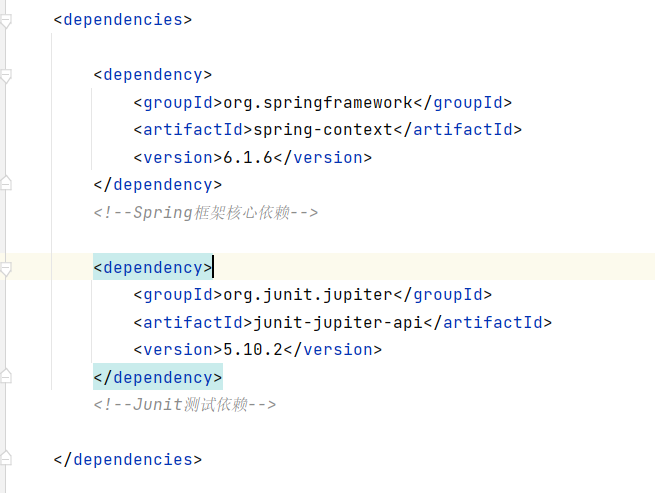 <dependencies>
<dependency>
<groupId>org.springframework</groupId>
<artifactId>spring-context</artifactId>
<version>6.1.6</version>
</dependency>
<!--Spring框架核心依赖-->
<dependency>
<groupId>org.junit.jupiter</groupId>
<artifactId>junit-jupiter-api</artifactId>
<version>5.10.2</version>
</dependency>
<!--Junit测试依赖-->
</dependencies>